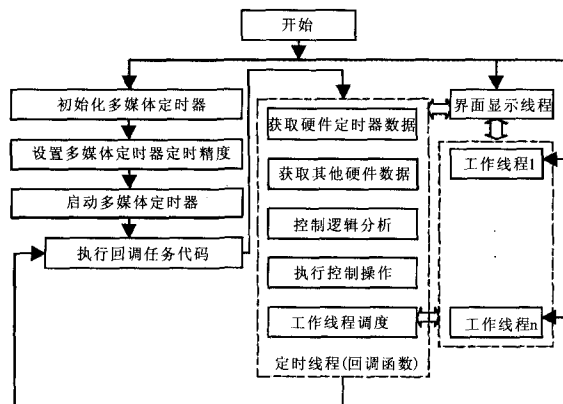 开始
初始化多媒体定时器
设置多媒体定时器定时精度
启动多媒体定时器
执行回调任务代码
获取硬件定时器数据
获取其他硬件数据
控制逻辑分析
执行控制操作
工作线程调度
定时线程(回调函数)
界面显示线程
工作线程1
工作线程n